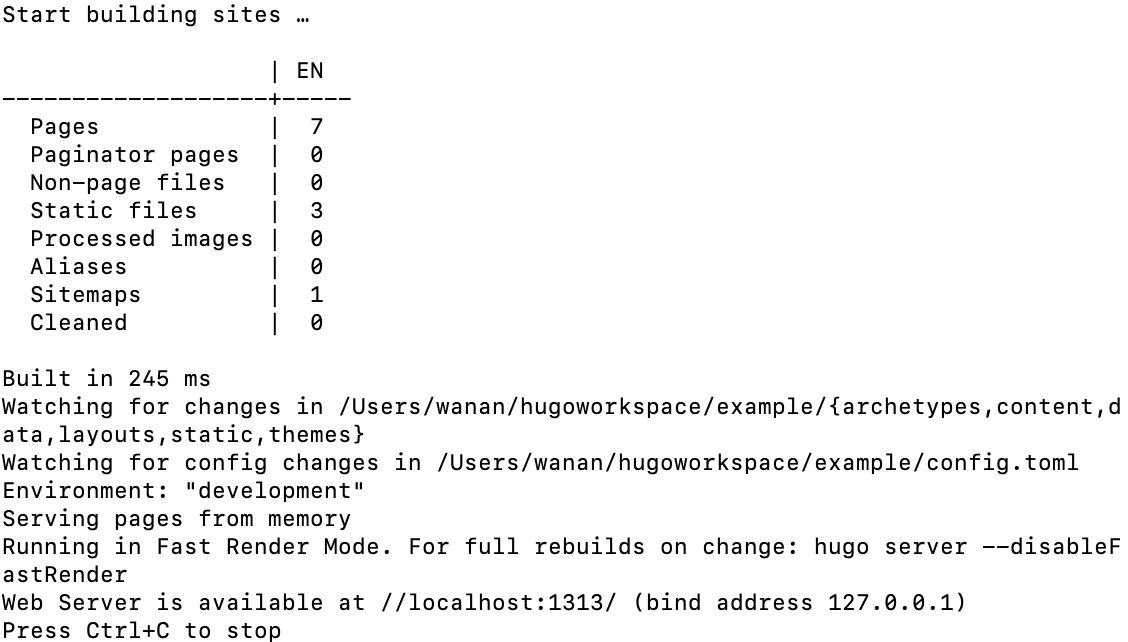 Start building sites …
                   | EN
-------------------+-----
  Pages            |  7
  Paginator pages  |  0
  Non-page files   |  0
  Static files     |  3
  Processed images |  0
  Aliases          |  0
  Sitemaps         |  1
  Cleaned          |  0
Built in 245 ms
Watching for changes in /Users/wanan/hugoworkspace/example/{archetypes,content,d
ata,layouts,static,themes}
Watching for config changes in /Users/wanan/hugoworkspace/example/config.toml
Environment: "development"
Serving pages from memory
Running in Fast Render Mode. For full rebuilds on change: hugo server --disableF
astRender
Web Server is available at //localhost:1313/ (bind address 127.0.0.1)
Press Ctrl+C to stop